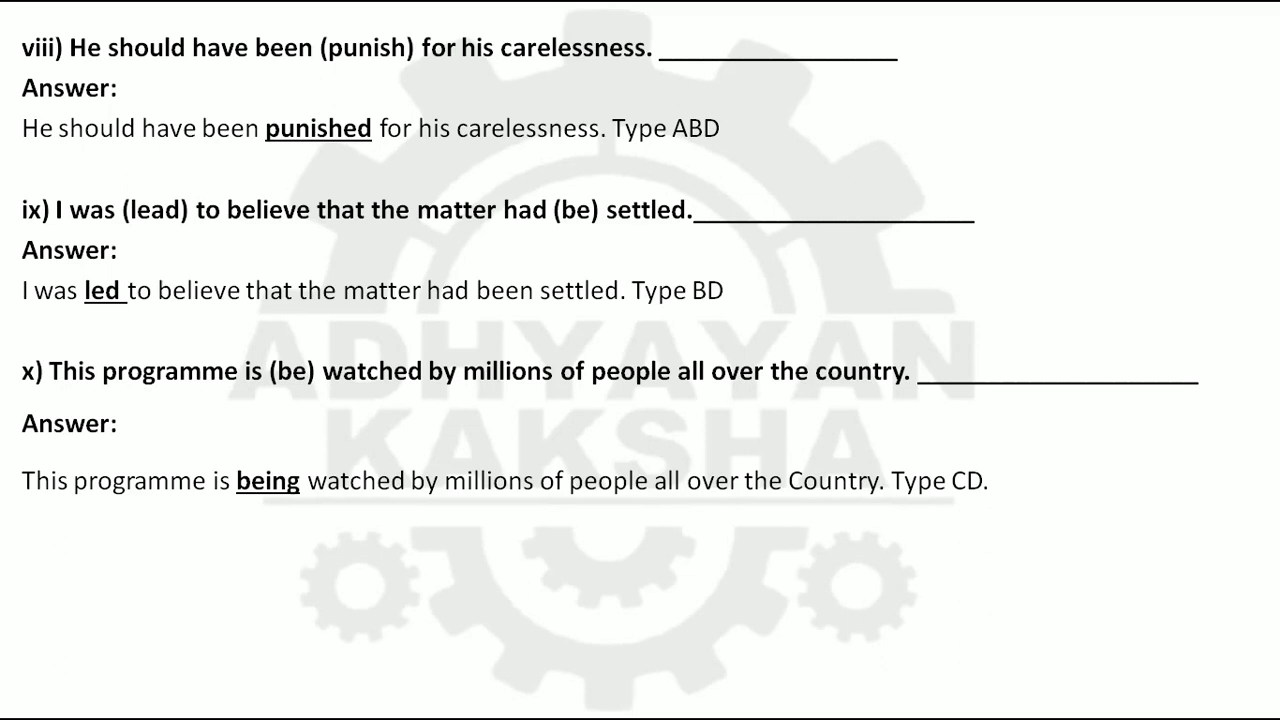 viii) He should have been (punish) for his carelessness. _________________
Answer:
He should have been punished for his carelessness. Type ABD
ix) I was (lead) to believe that the matter had (be) settled.____________________
Answer:
I was led to believe that the matter had been settled. Type BD
x) This programme is (be) watched by millions of people all over the country. ____________________
Answer:
This programme is being watched by millions of people all over the Country. Type CD.
ADHYAYAN
KAKSHA